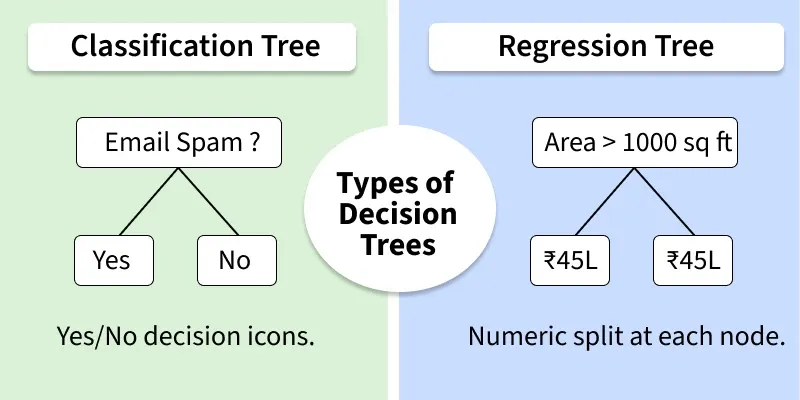 Classification Tree
Email Spam ?
Yes
No
Yes/No decision icons.
Types of
Decision
Trees
Regression Tree
Area > 1000 sq ft
₹45L
₹45L
Numeric split at each node.